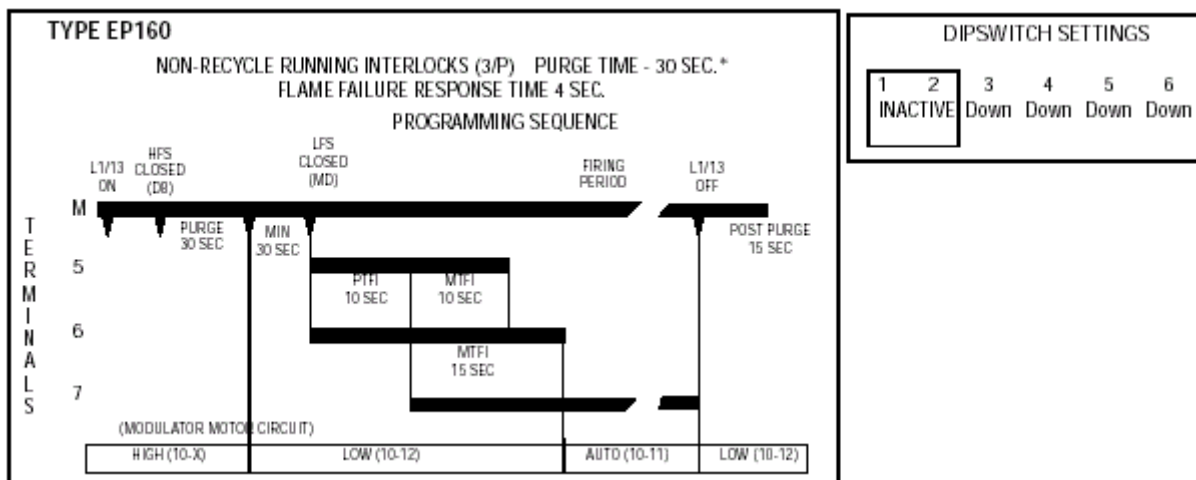 TYPE EP160
NON-RECYCLE RUNNING INTERLOCKS (3/P) PURGE TIME - 30 SEC.*
FLAME FAILURE RESPONSE TIME 4 SEC.
PROGRAMMING SEQUENCE
L1/13
ON
HFS
CLOSED
(D8)
LFS
CLOSED
(MD)
FIRING
PERIOD
L1/13
OFF
M
PURGE
30 SEC
MIN
30 SEC
POST PURGE
15 SEC
TERMINALS
5
PTFI
10 SEC
MTFI
10 SEC
6
MTFI
15 SEC
7
(MODULATOR MOTOR CIRCUIT)
HIGH (10-X)
LOW (10-12)
AUTO (10-11)
LOW (10-12)
DIPSWITCH SETTINGS
1 2 3 4 5 6
INACTIVE Down Down Down Down